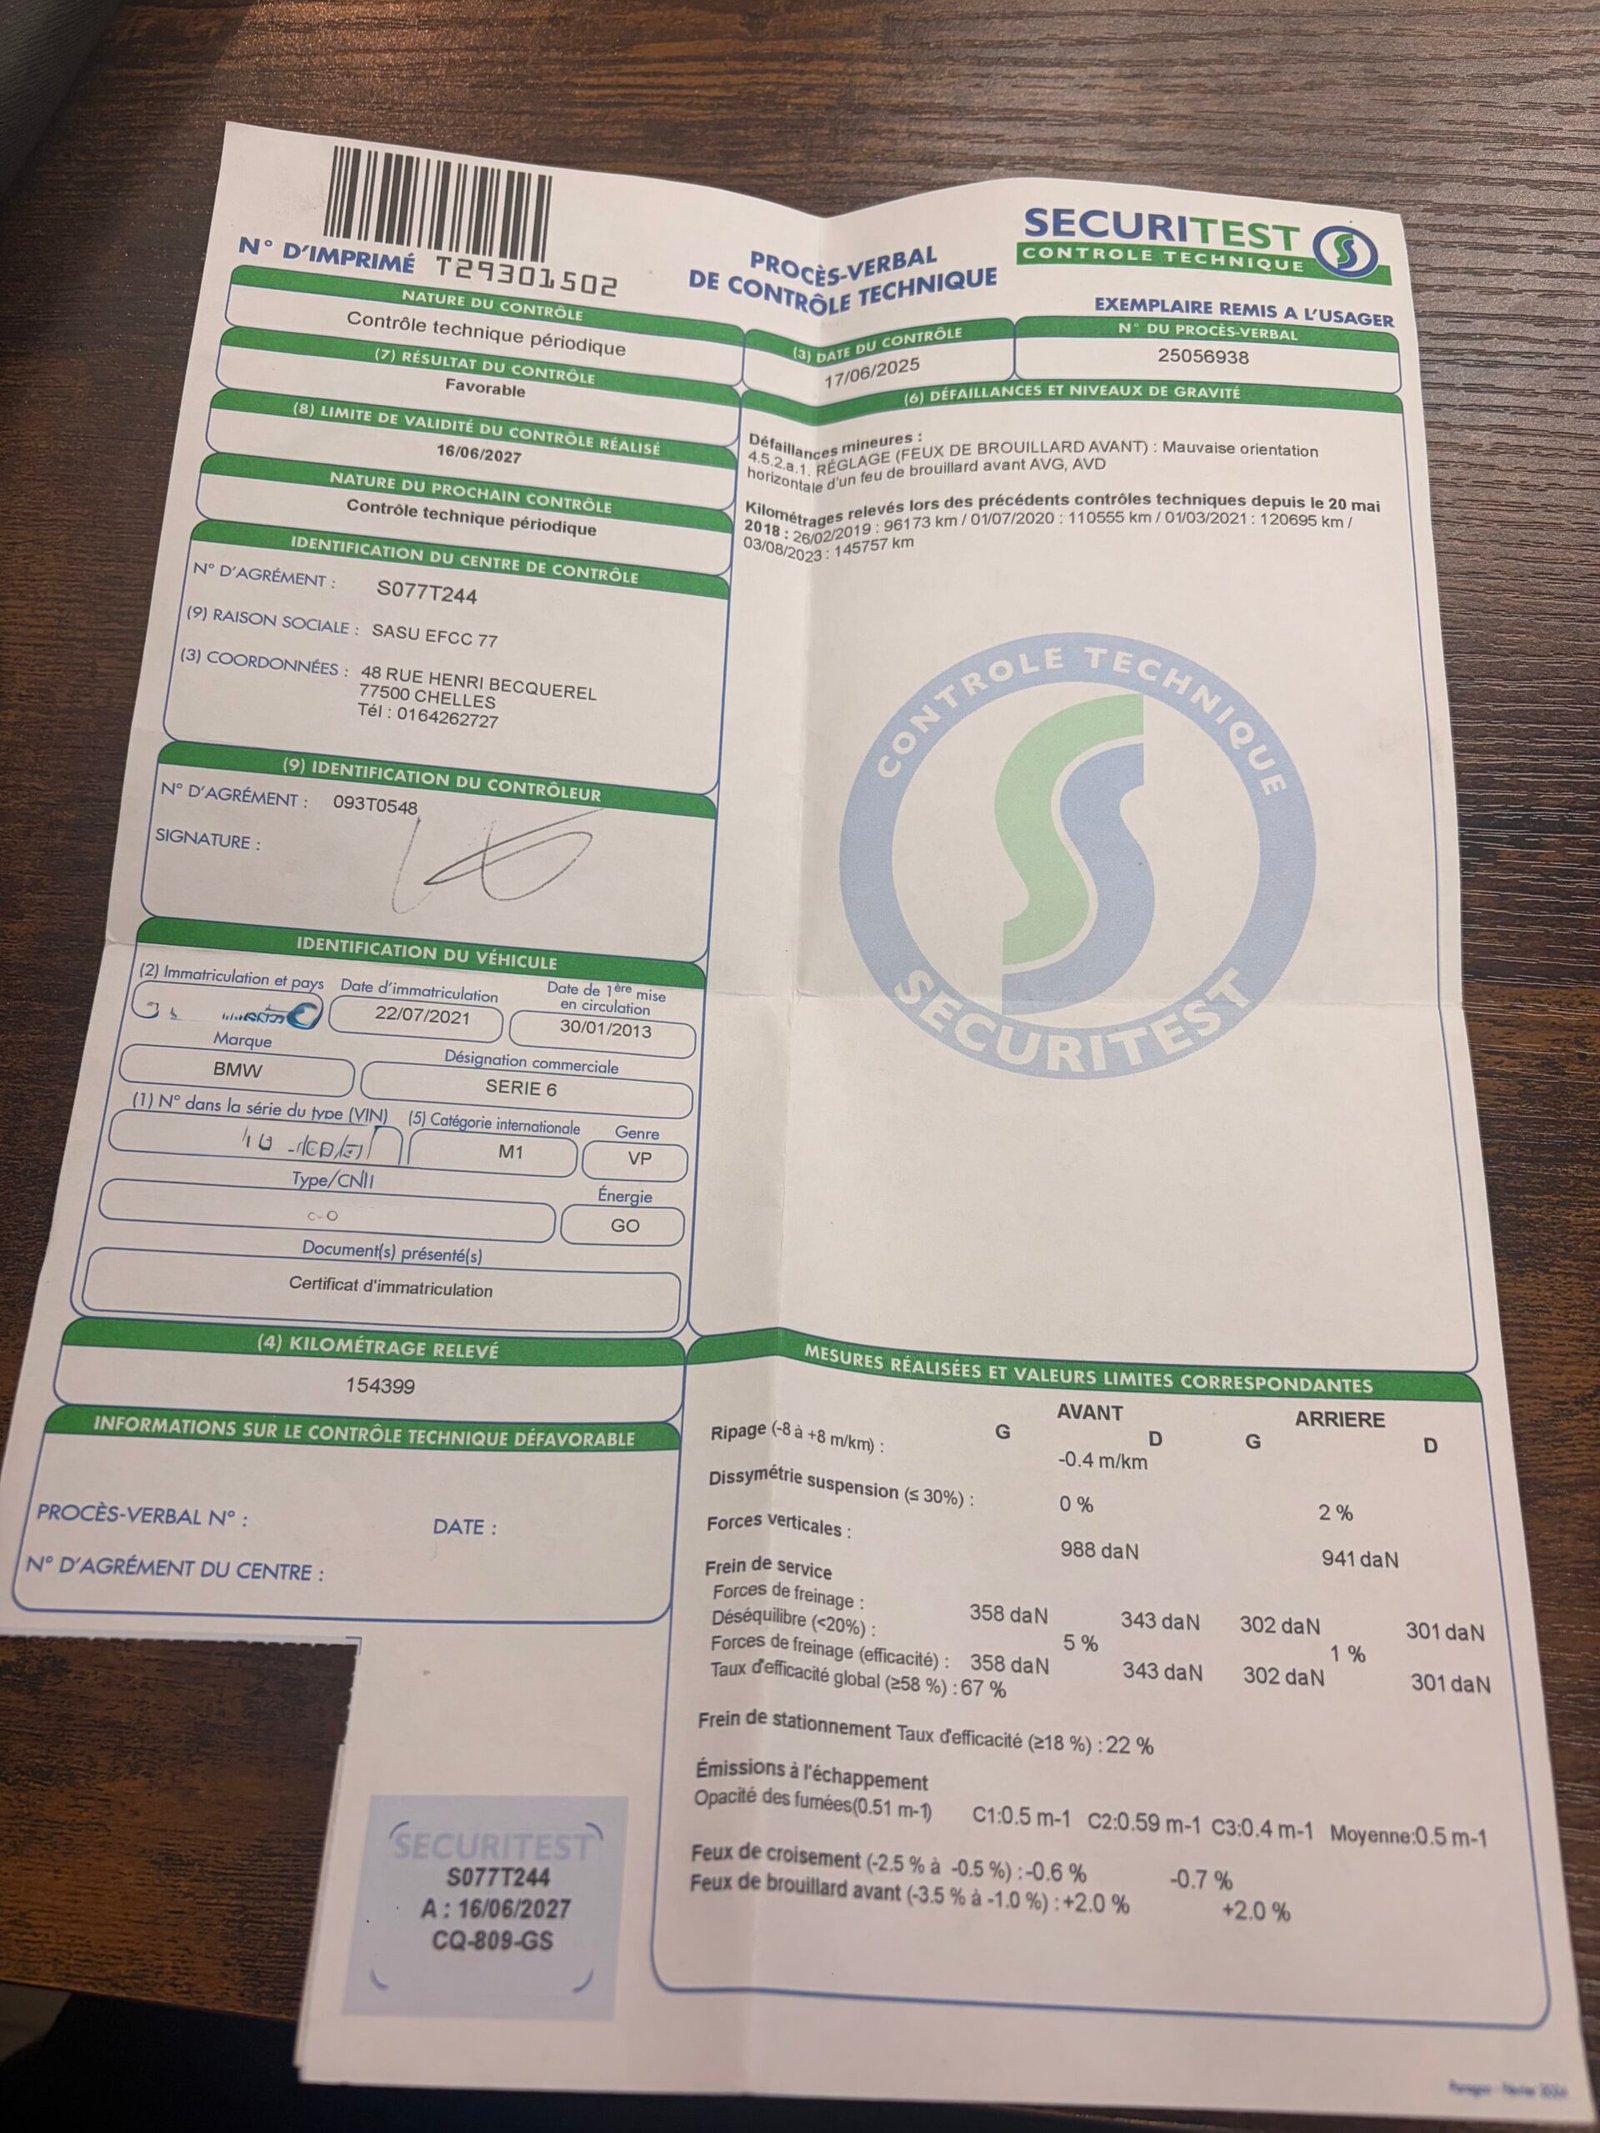 N° D'IMPRIMÉ T29301502
PROCÈS-VERBAL
DE CONTRÔLE TECHNIQUE
SECURITEST
CONTROLE TECHNIQUE
EXEMPLAIRE REMIS A L'USAGER
NATURE DU CONTRÔLE
Contrôle technique périodique
(7) RÉSULTAT DU CONTRÔLE
Favorable
(8) LIMITE DE VALIDITÉ DU CONTRÔLE RÉALISÉ
16/06/2027
NATURE DU PROCHAIN CONTRÔLE
Contrôle technique périodique
IDENTIFICATION DU CENTRE DE CONTRÔLE
N° D'AGRÉMENT : S077T244
(9) RAISON SOCIALE : SASU EFCC 77
(3) COORDONNÉES : 48 RUE HENRI BECQUEREL
77500 CHELLES
Tél : 0164262727
(9) IDENTIFICATION DU CONTRÔLEUR
N° D'AGRÉMENT : 093T0548
SIGNATURE :
IDENTIFICATION DU VÉHICULE
(2) Immatriculation et pays
Date d'immatriculation
22/07/2021
Date de 1ère mise
en circulation
30/01/2013
Marque
BMW
Désignation commerciale
SERIE 6
(1) N° dans la série du type (VIN)
(5) Catégorie internationale
M1
Genre
VP
Type/CNIT
Énergie
GO
Document(s) présenté(s)
Certificat d'immatriculation
(4) KILOMÉTRAGE RELEVÉ
154399
INFORMATIONS SUR LE CONTRÔLE TECHNIQUE DÉFAVORABLE
PROCÈS-VERBAL N° : DATE :
N° D'AGRÉMENT DU CENTRE :
SECURITEST
S077T244
A : 16/06/2027
CQ-809-GS
(3) DATE DU CONTRÔLE
17/06/2025
N° DU PROCÈS-VERBAL
25056938
(6) DÉFAILLANCES ET NIVEAUX DE GRAVITÉ
Défaillances mineures :
4.5.2.a.1. RÉGLAGE (FEUX DE BROUILLARD AVANT) : Mauvaise orientation
horizontale d'un feu de brouillard avant AVG, AVD
Kilométrages relevés lors des précédents contrôles techniques depuis le 20 mai
2018 : 26/02/2019 : 96173 km / 01/07/2020 : 110555 km / 01/03/2021 : 120695 km /
03/08/2023 : 145757 km
CONTROLE TECHNIQUE
SECURITEST
MESURES RÉALISÉES ET VALEURS LIMITES CORRESPONDANTES
AVANT ARRIERE
G D G D
Ripage (-8 à +8 m/km) : -0.4 m/km
Dissymétrie suspension (≤ 30%) : 0 % 2 %
Forces verticales : 988 daN 941 daN
Frein de service
Forces de freinage : 358 daN 343 daN 302 daN 301 daN
Déséquilibre (<20%) : 5 % 1 %
Forces de freinage (efficacité) : 358 daN 343 daN 302 daN 301 daN
Taux d'efficacité global (≥58 %) : 67 %
Frein de stationnement Taux d'efficacité (≥18 %) : 22 %
Émissions à l'échappement
Opacité des fumées(0.51 m-1) C1:0.5 m-1 C2:0.59 m-1 C3:0.4 m-1 Moyenne:0.5 m-1
Feux de croisement (-2.5 % à -0.5 %) : -0.6 % -0.7 %
Feux de brouillard avant (-3.5 % à -1.0 %) : +2.0 % +2.0 %